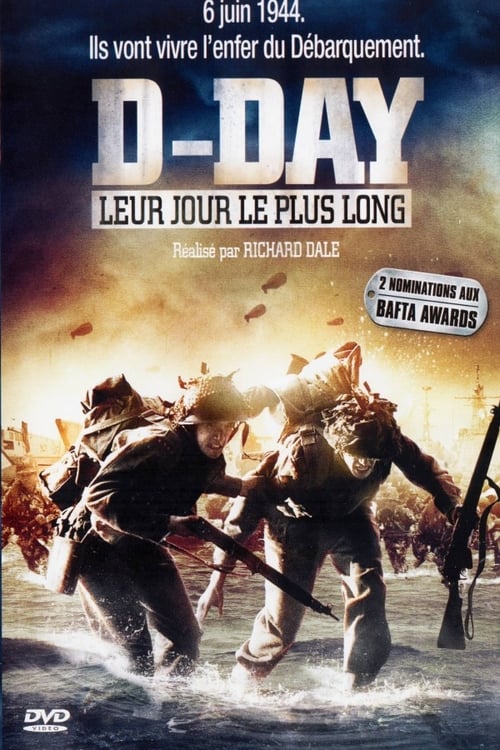 6 juin 1944.
Ils vont vivre l'enfer du Débarquement.
D-DAY
LEUR JOUR LE PLUS LONG
Réalisé par RICHARD DALE
2 NOMINATIONS AUX
BAFTA AWARDS
DVD
VIDEO